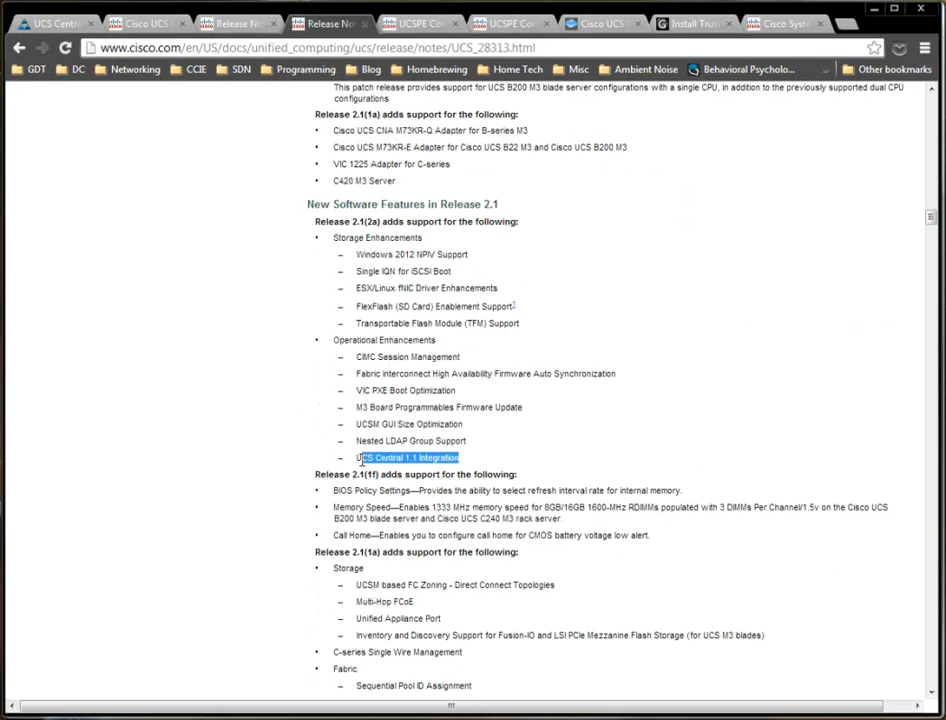 UCS Centr
Cisco UCS
Release No
Release No
UCSPE Co
UCSPE Co
Cisco UCS
Install Trus
Cisco Syste
www.cisco.com/en/US/docs/unified_computing/ucs/release/notes/UCS_28313.html
GDT DC Networking CCIE SDN Programming Blog Homebrewing Home Tech Misc Ambient Noise Behavioral Psycholo... Other bookmarks
This patch release provides support for UCS B200 M3 blade server configurations with a single CPU, in addition to the previously supported dual CPU
configurations
Release 2.1(1a) adds support for the following:
• Cisco UCS CNA M73KR-Q Adapter for B-series M3
• Cisco UCS M73KR-E Adapter for Cisco UCS B22 M3 and Cisco UCS B200 M3
• VIC 1225 Adapter for C-series
• C420 M3 Server
New Software Features in Release 2.1
Release 2.1(2a) adds support for the following:
• Storage Enhancements
– Windows 2012 NPIV Support
– Single IQN for iSCSI Boot
– ESX/Linux fNIC Driver Enhancements
– FlexFlash (SD Card) Enablement Support1
– Transportable Flash Module (TFM) Support
• Operational Enhancements
– CIMC Session Management
– Fabric Interconnect High Availability Firmware Auto Synchronization
– VIC PXE Boot Optimization
– M3 Board Programmables Firmware Update
– UCSM GUI Size Optimization
– Nested LDAP Group Support
– UCS Central 1.1 Integration
Release 2.1(1f) adds support for the following:
• BIOS Policy Settings—Provides the ability to select refresh interval rate for internal memory.
• Memory Speed—Enables 1333 MHz memory speed for 8GB/16GB 1600-MHz RDIMMs populated with 3 DIMMs Per Channel/1.5v on the Cisco UCS
B200 M3 blade server and Cisco UCS C240 M3 rack server.
• Call Home—Enables you to configure call home for CMOS battery voltage low alert.
Release 2.1(1a) adds support for the following:
• Storage
– UCSM based FC Zoning - Direct Connect Topologies
– Multi-Hop FCoE
– Unified Appliance Port
– Inventory and Discovery Support for Fusion-IO and LSI PCIe Mezzanine Flash Storage (for UCS M3 blades)
• C-series Single Wire Management
• Fabric
– Sequential Pool ID Assignment